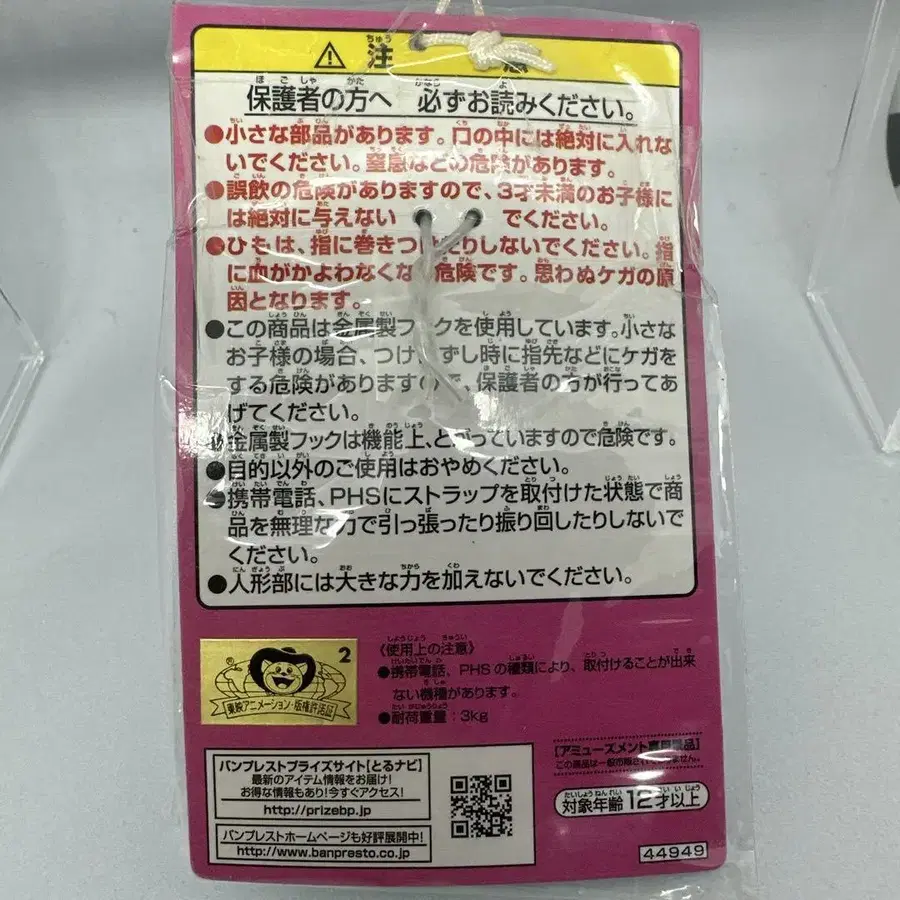 注
保護者の方へ 必ずお読みください。
●小さな部品があります。口の中には絶対に入れな
いでください。窒息などの危険があります。
●誤飲の危険がありますので、3才未満のお子様に
は絶対に与えない でください。
●ひもは、指に巻きつ たりしないでください。指
に血がかよわなくな 危険です。思わぬケガの原
因となります。
●この商品は金属製フックを使用しています。小さな
お子様の場合、つけ、 ずし時に指先などにケガを
する危険がありますので、保護者の方が行ってあ
げてください。
金属製フックは機能上、とがっていますので危険です。
●目的以外のご使用はおやめください。
●携帯電話、PHSにストラップを取付けた状態で商
品を無理な力で引っ張ったり振り回したりしないで
ください。
●人形部には大きな力を加えないでください。
2
東映アニメーション・版権許諾証
《使用上の注意》
●携帯電話、PHSの種類により、取付けることが出来
ない機種があります。
●耐荷重量：3kg
バンプレストプライズサイト[とるナビ]
最新のアイテム情報をお届け!
お得な情報もあり!今すぐアクセス!
http://prizebp.jp
バンプレストホームページも好評展開中!
http://www.banpresto.co.jp
[アミューズメント専用景品]
この商品は一般市販されておりません。
対象年齢12才以上
44949